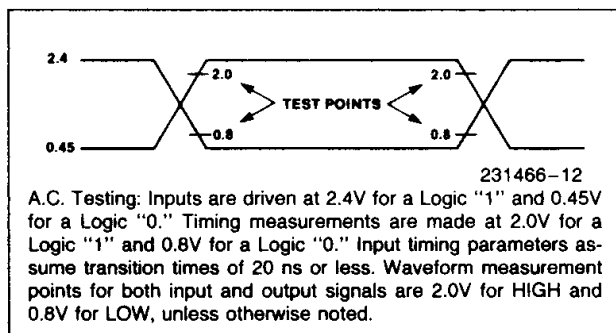 2.4
2.0 2.0
TEST POINTS
0.8 0.8
0.45
231466-12
A.C. Testing: Inputs are driven at 2.4V for a Logic "1" and 0.45V
for a Logic "0." Timing measurements are made at 2.0V for a
Logic "1" and 0.8V for a Logic "0." Input timing parameters as-
sume transition times of 20 ns or less. Waveform measurement
points for both input and output signals are 2.0V for HIGH and
0.8V for LOW, unless otherwise noted.